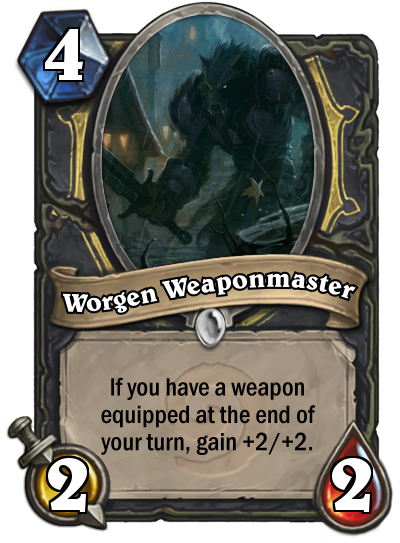 4
Worgen Weaponmaster
If you have a weapon
equipped at the end of
your turn, gain +2/+2.
2
2